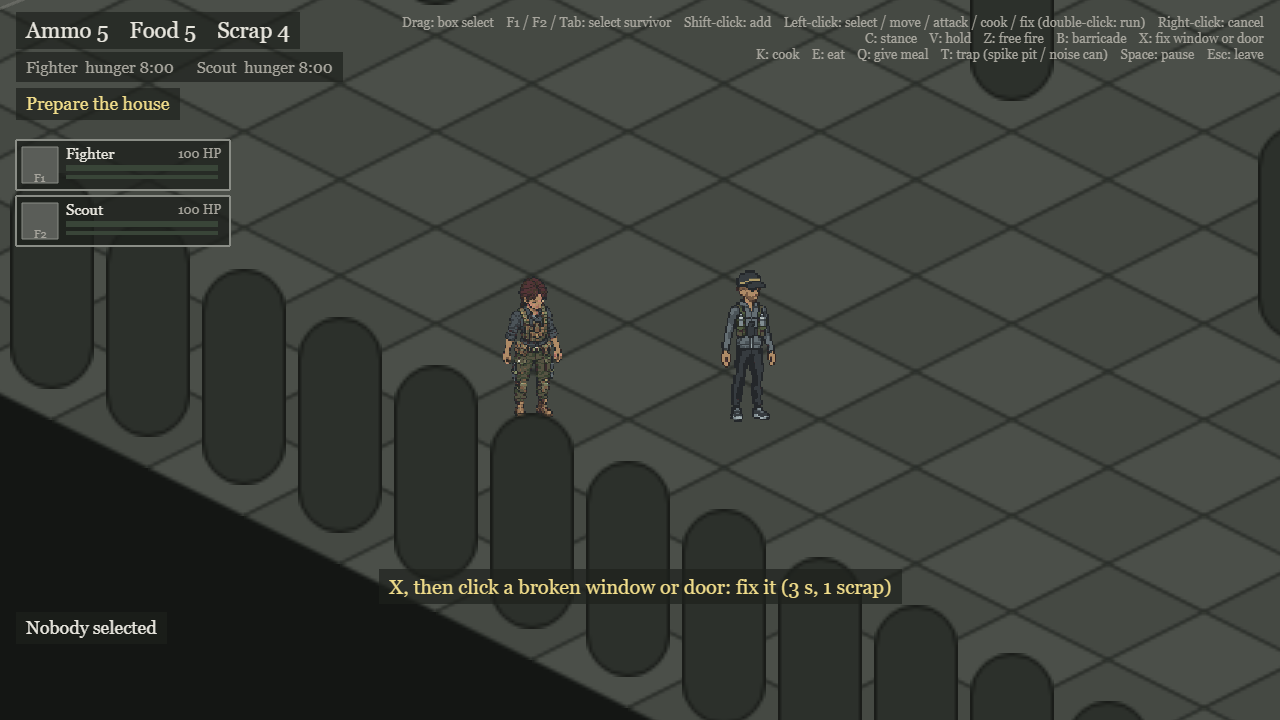 Ammo 5 Food 5 Scrap 4
Drag: box select F1 / F2 / Tab: select survivor Shift-click: add Left-click: select / move / attack / cook / fix (double-click: run) Right-click: cancel
C: stance V: hold Z: free fire B: barricade X: fix window or door
K: cook E: eat Q: give meal T: trap (spike pit / noise can) Space: pause Esc: leave
Fighter hunger 8:00 Scout hunger 8:00
Prepare the house
Fighter 100 HP
F1
Scout 100 HP
F2
X, then click a broken window or door: fix it (3 s, 1 scrap)
Nobody selected